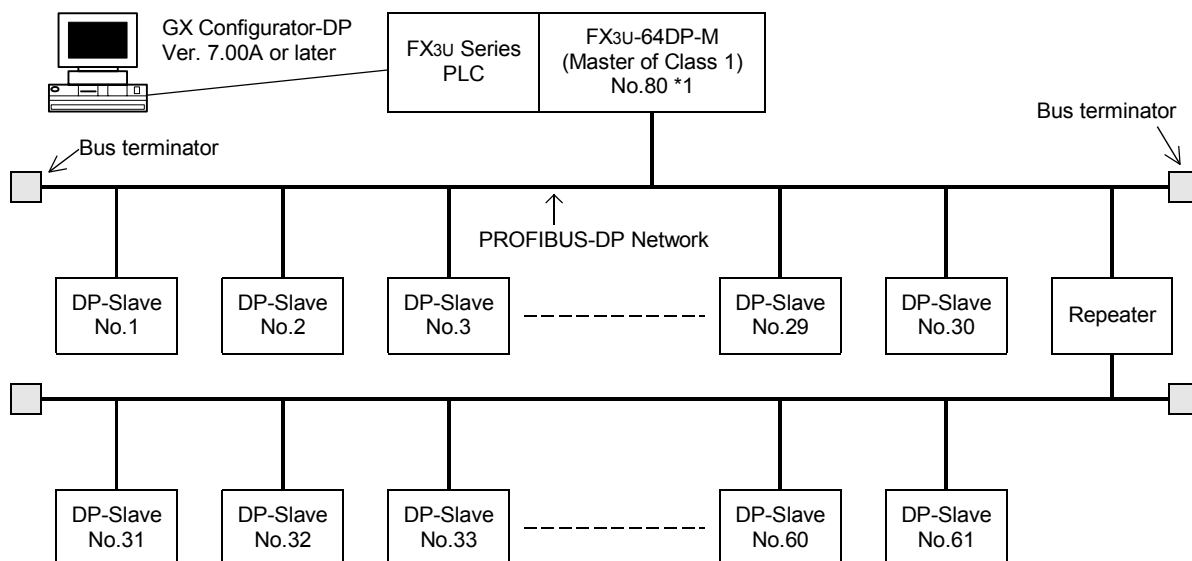 GX Configurator-DP
Ver. 7.00A or later
FX3U Series
PLC
FX3U-64DP-M
(Master of Class 1)
No.80 *1
Bus terminator
Bus terminator
PROFIBUS-DP Network
DP-Slave
No.1
DP-Slave
No.2
DP-Slave
No.3
DP-Slave
No.29
DP-Slave
No.30
Repeater
DP-Slave
No.31
DP-Slave
No.32
DP-Slave
No.33
DP-Slave
No.60
DP-Slave
No.61